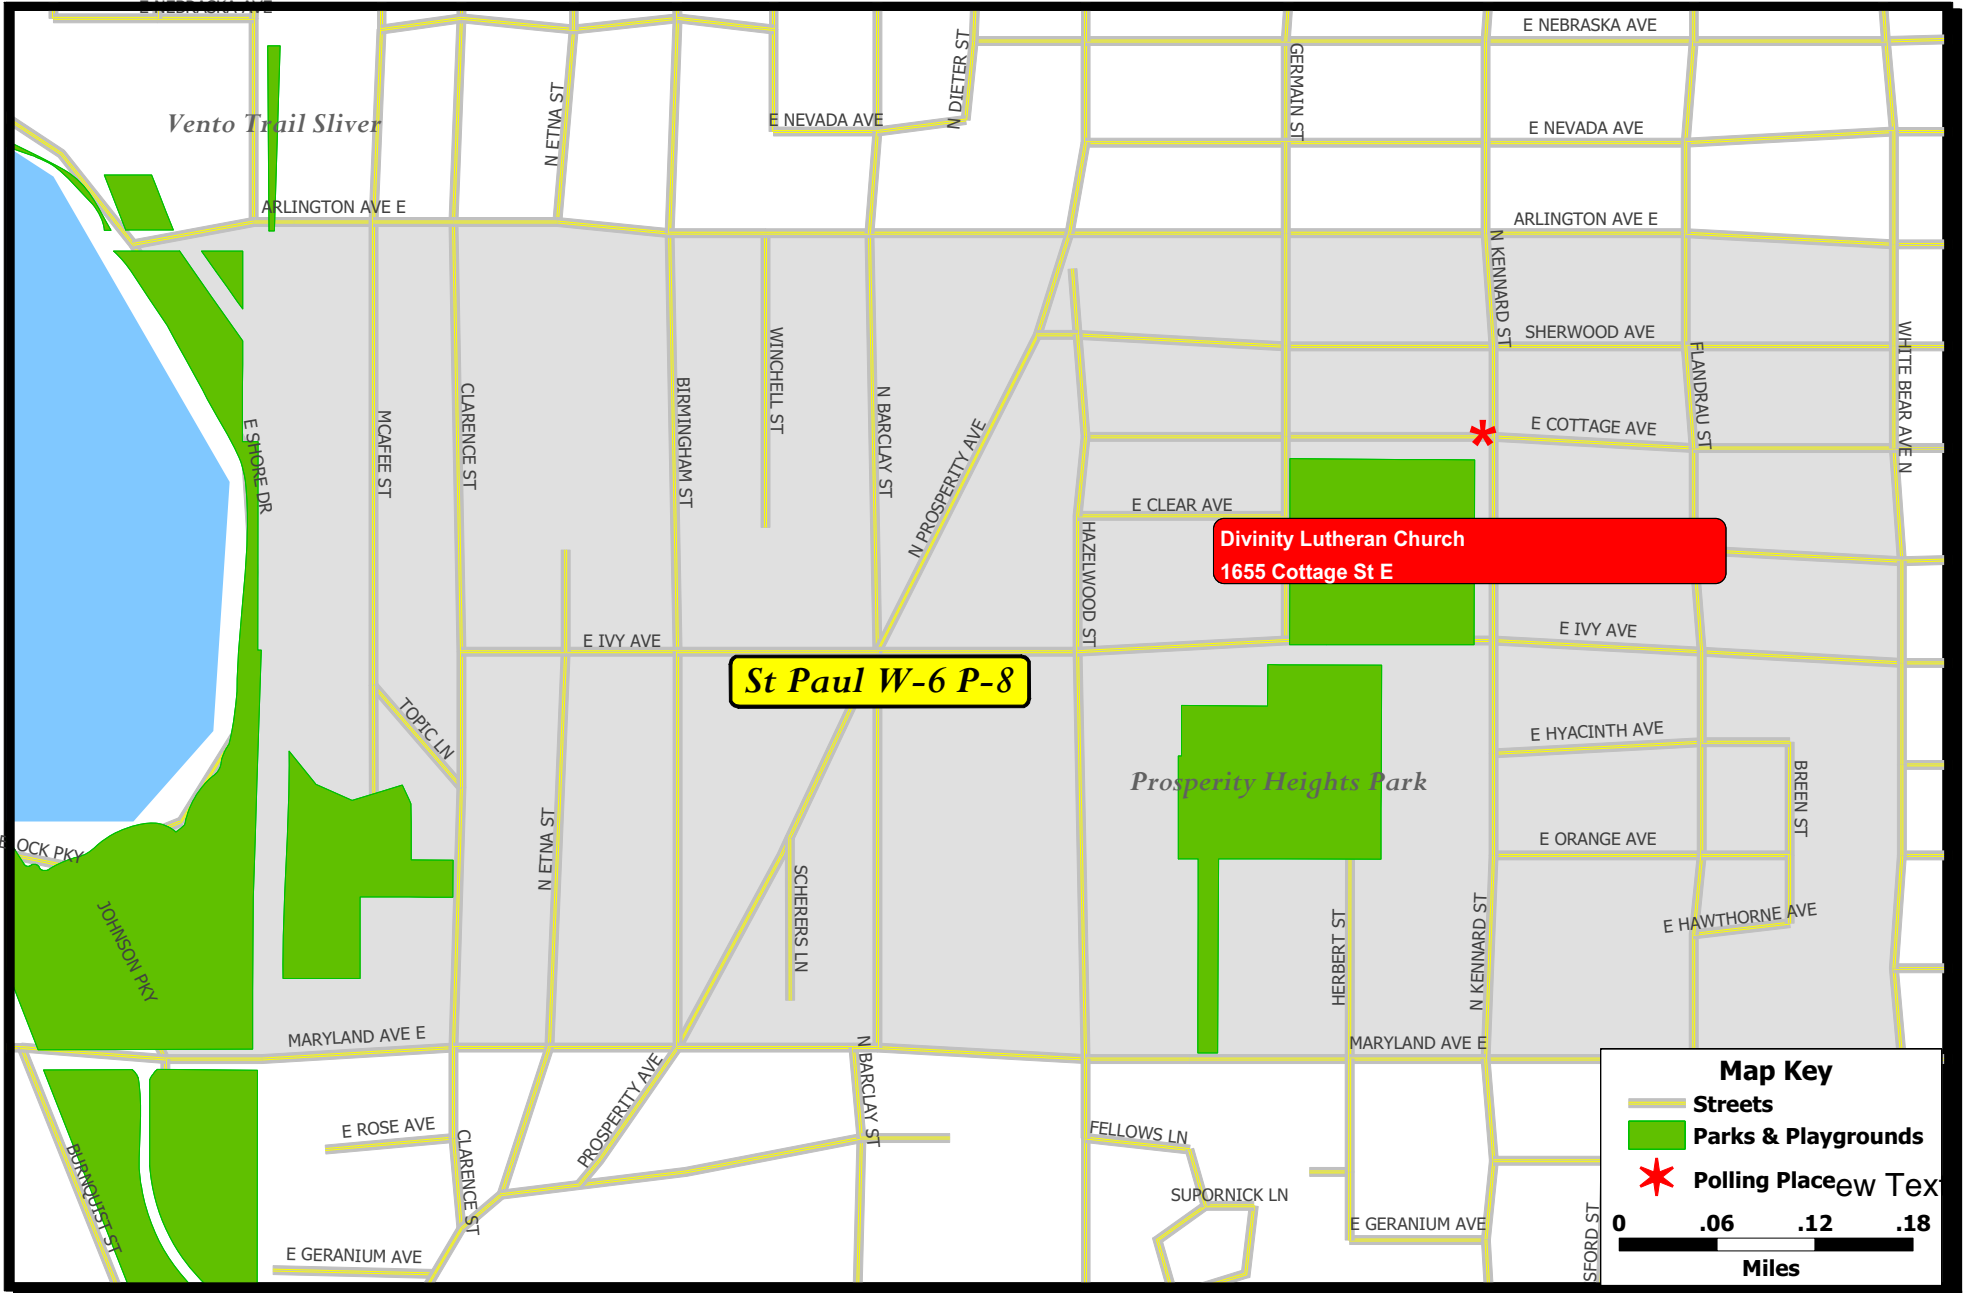 E NEBRASKA AVE
E NEBRASKA AVE
Vento Trail Sliver
N ETNA ST
E NEVADA AVE
N DIETER ST
GERMAIN ST
E NEVADA AVE
ARLINGTON AVE E
ARLINGTON AVE E
N KENNARD ST
SHERWOOD AVE
WINCHELL ST
FLANDRAU ST
WHITE BEAR AVE N
E SHORE DR
MCAFEE ST
CLARENCE ST
BIRMINGHAM ST
N BARCLAY ST
N PROSPERITY AVE
E COTTAGE AVE
E CLEAR AVE
HAZELWOOD ST
Divinity Lutheran Church
1655 Cottage St E
E IVY AVE
E IVY AVE
St Paul W-6 P-8
TOPIC LN
E HYACINTH AVE
Prosperity Heights Park
BREEN ST
N ETNA ST
E ORANGE AVE
OCK PKY
JOHNSON PKY
SCHERERS LN
HERBERT ST
N KENNARD ST
E HAWTHORNE AVE
MARYLAND AVE E
MARYLAND AVE E
N BARCLAY ST
PROSPERITY AVE
E ROSE AVE
CLARENCE ST
FELLOWS LN
BURNQUIST ST
SUPORNICK LN
E GERANIUM AVE
E GERANIUM AVE
SFORD ST
Map Key
Streets
Parks & Playgrounds
Polling Place
ew Tex
0 .06 .12 .18
Miles